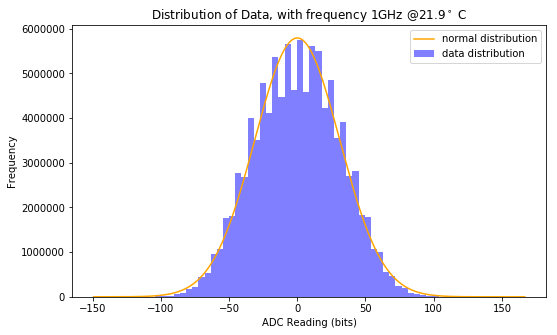 Distribution of Data, with frequency 1GHz @21.9° C
normal distribution
data distribution
6000000
5000000
4000000
3000000
2000000
1000000
0
Frequency
−150 −100 −50 0 50 100 150
ADC Reading (bits)